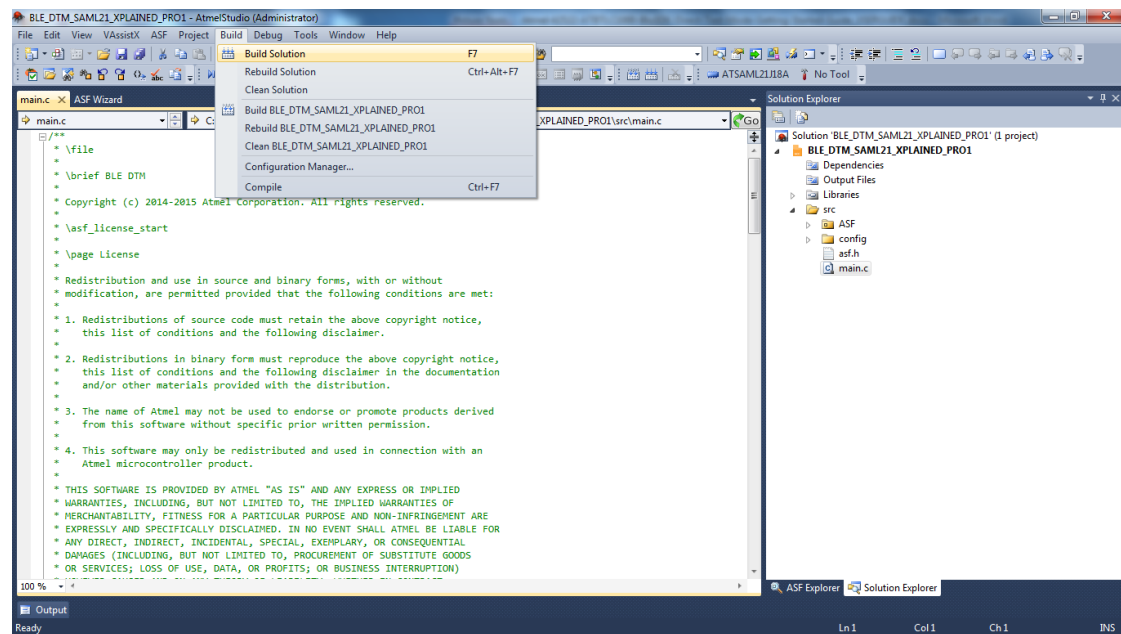 BLE_DTM_SAML21_XPLAINED_PRO1 - AtmelStudio (Administrator)
File Edit View VAssistX ASF Project Build Debug Tools Window Help
Build Solution F7
Rebuild Solution Ctrl+Alt+F7
Clean Solution
Build BLE_DTM_SAML21_XPLAINED_PRO1
Rebuild BLE_DTM_SAML21_XPLAINED_PRO1
Clean BLE_DTM_SAML21_XPLAINED_PRO1
Configuration Manager...
Compile Ctrl+F7
ATSAML21J18A No Tool
main.c ASF Wizard
main.c C: _XPLAINED_PRO1\src\main.c Go
/**
* \file
*
* \brief BLE DTM
*
* Copyright (c) 2014-2015 Atmel Corporation. All rights reserved.
*
* \asf_license_start
*
* \page License
*
* Redistribution and use in source and binary forms, with or without
* modification, are permitted provided that the following conditions are met:
*
* 1. Redistributions of source code must retain the above copyright notice,
* this list of conditions and the following disclaimer.
*
* 2. Redistributions in binary form must reproduce the above copyright notice,
* this list of conditions and the following disclaimer in the documentation
* and/or other materials provided with the distribution.
*
* 3. The name of Atmel may not be used to endorse or promote products derived
* from this software without specific prior written permission.
*
* 4. This software may only be redistributed and used in connection with an
* Atmel microcontroller product.
*
* THIS SOFTWARE IS PROVIDED BY ATMEL "AS IS" AND ANY EXPRESS OR IMPLIED
* WARRANTIES, INCLUDING, BUT NOT LIMITED TO, THE IMPLIED WARRANTIES OF
* MERCHANTABILITY, FITNESS FOR A PARTICULAR PURPOSE AND NON-INFRINGEMENT ARE
* EXPRESSLY AND SPECIFICALLY DISCLAIMED. IN NO EVENT SHALL ATMEL BE LIABLE FOR
* ANY DIRECT, INDIRECT, INCIDENTAL, SPECIAL, EXEMPLARY, OR CONSEQUENTIAL
* DAMAGES (INCLUDING, BUT NOT LIMITED TO, PROCUREMENT OF SUBSTITUTE GOODS
* OR SERVICES; LOSS OF USE, DATA, OR PROFITS; OR BUSINESS INTERRUPTION)
100 %
Solution Explorer
Solution 'BLE_DTM_SAML21_XPLAINED_PRO1' (1 project)
BLE_DTM_SAML21_XPLAINED_PRO1
Dependencies
Output Files
Libraries
src
ASF
config
asf.h
main.c
ASF Explorer Solution Explorer
Output
Ready Ln 1 Col 1 Ch 1 INS